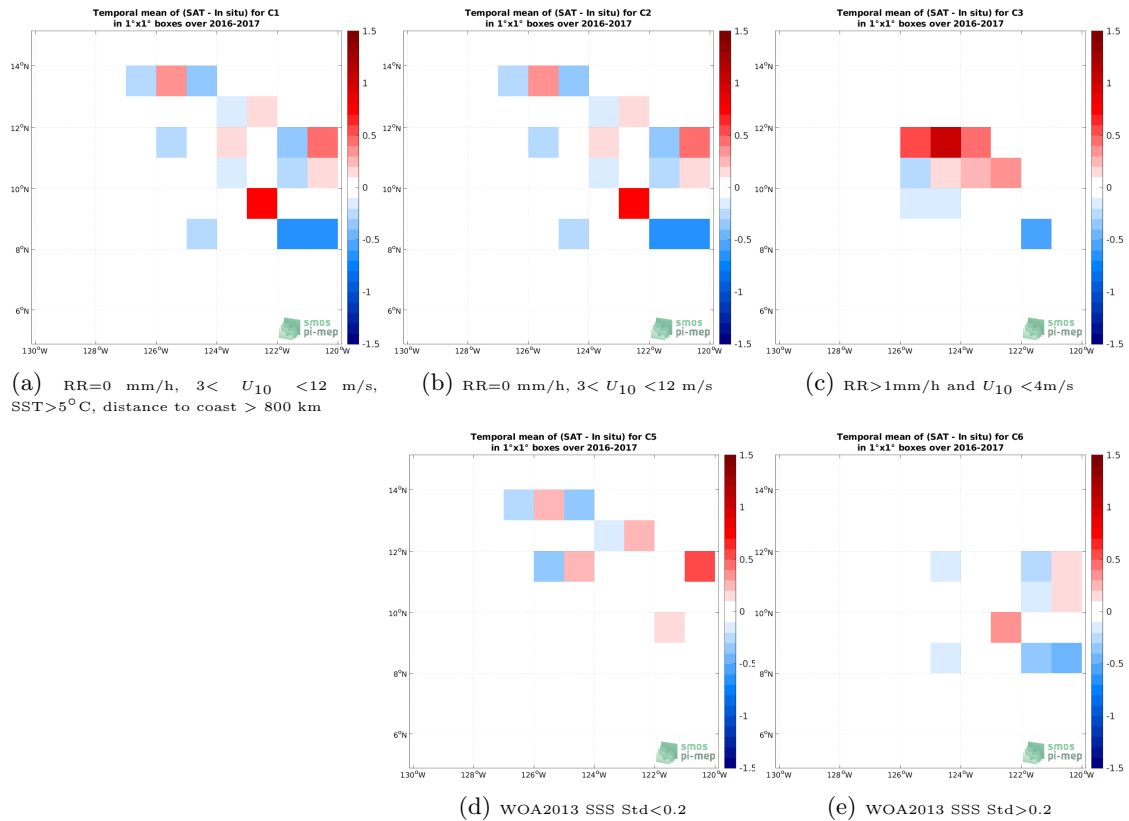 Temporal mean of (SAT - In situ) for C1
in 1°x1° boxes over 2016-2017
14°N
12°N
10°N
8°N
6°N
130°W 128°W 126°W 124°W 122°W 120°W
1.5
1
0.5
0
-0.5
-1
-1.5
smos
pi-mep
(a) RR=0 mm/h, 3< U10 <12 m/s,
SST>5°C, distance to coast > 800 km
Temporal mean of (SAT - In situ) for C2
in 1°x1° boxes over 2016-2017
14°N
12°N
10°N
8°N
6°N
130°W 128°W 126°W 124°W 122°W 120°W
1.5
1
0.5
0
-0.5
-1
-1.5
smos
pi-mep
(b) RR=0 mm/h, 3< U10 <12 m/s
Temporal mean of (SAT - In situ) for C3
in 1°x1° boxes over 2016-2017
14°N
12°N
10°N
8°N
6°N
130°W 128°W 126°W 124°W 122°W 120°W
1.5
1
0.5
0
-0.5
-1
-1.5
smos
pi-mep
(c) RR>1mm/h and U10 <4m/s
Temporal mean of (SAT - In situ) for C5
in 1°x1° boxes over 2016-2017
14°N
12°N
10°N
8°N
6°N
130°W 128°W 126°W 124°W 122°W 120°W
1.5
1
0.5
0
-0.5
-1
-1.5
smos
pi-mep
(d) WOA2013 SSS Std<0.2
Temporal mean of (SAT - In situ) for C6
in 1°x1° boxes over 2016-2017
14°N
12°N
10°N
8°N
6°N
130°W 128°W 126°W 124°W 122°W 120°W
1.5
1
0.5
0
-0.5
-1
-1.5
smos
pi-mep
(e) WOA2013 SSS Std>0.2